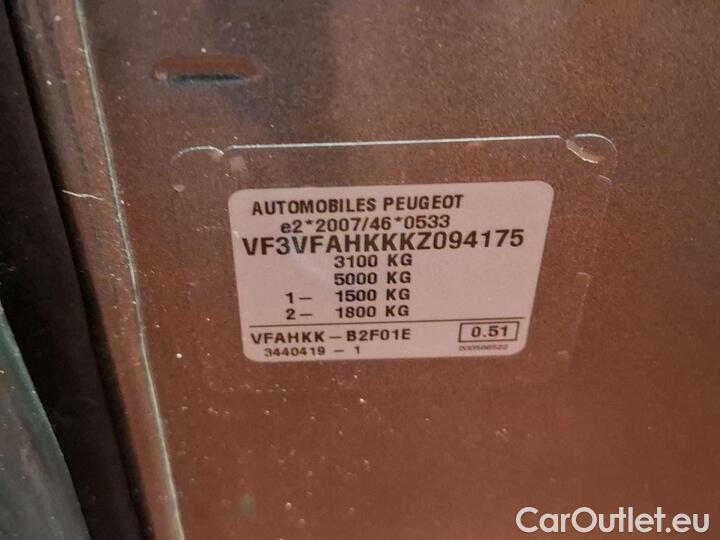 AUTOMOBILES PEUGEOT
e2*2007/46*0533
VF3VFAHKKKZ094175
3100 KG
5000 KG
1- 1500 KG
2- 1800 KG
VFAHKK-B2F01E 0.51
3440419 - 1
CarOutlet.eu